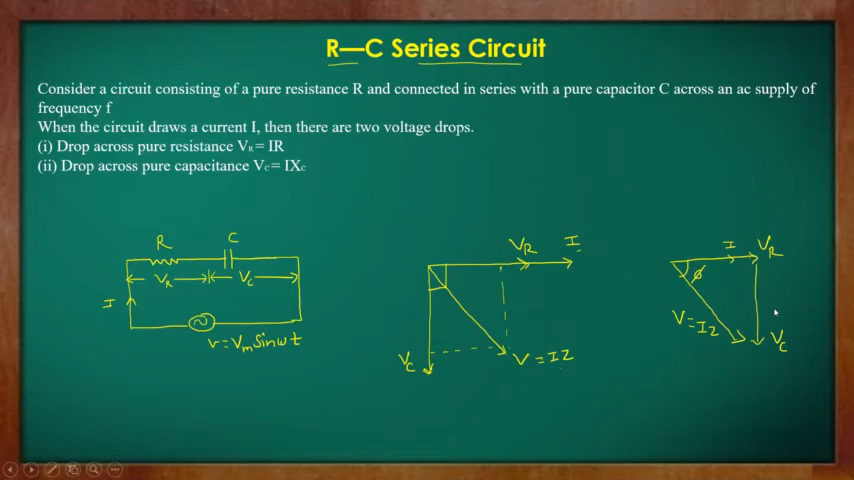 R—C Series Circuit
Consider a circuit consisting of a pure resistance R and connected in series with a pure capacitor C across an ac supply of
frequency f
When the circuit draws a current I, then there are two voltage drops.
(i) Drop across pure resistance VR= IR
(ii) Drop across pure capacitance Vc= IXc
R
C
VR
Vc
I
v=Vm sinωt
VR
I
Vc
V=IZ
I
VR
ϕ
V=IZ
Vc